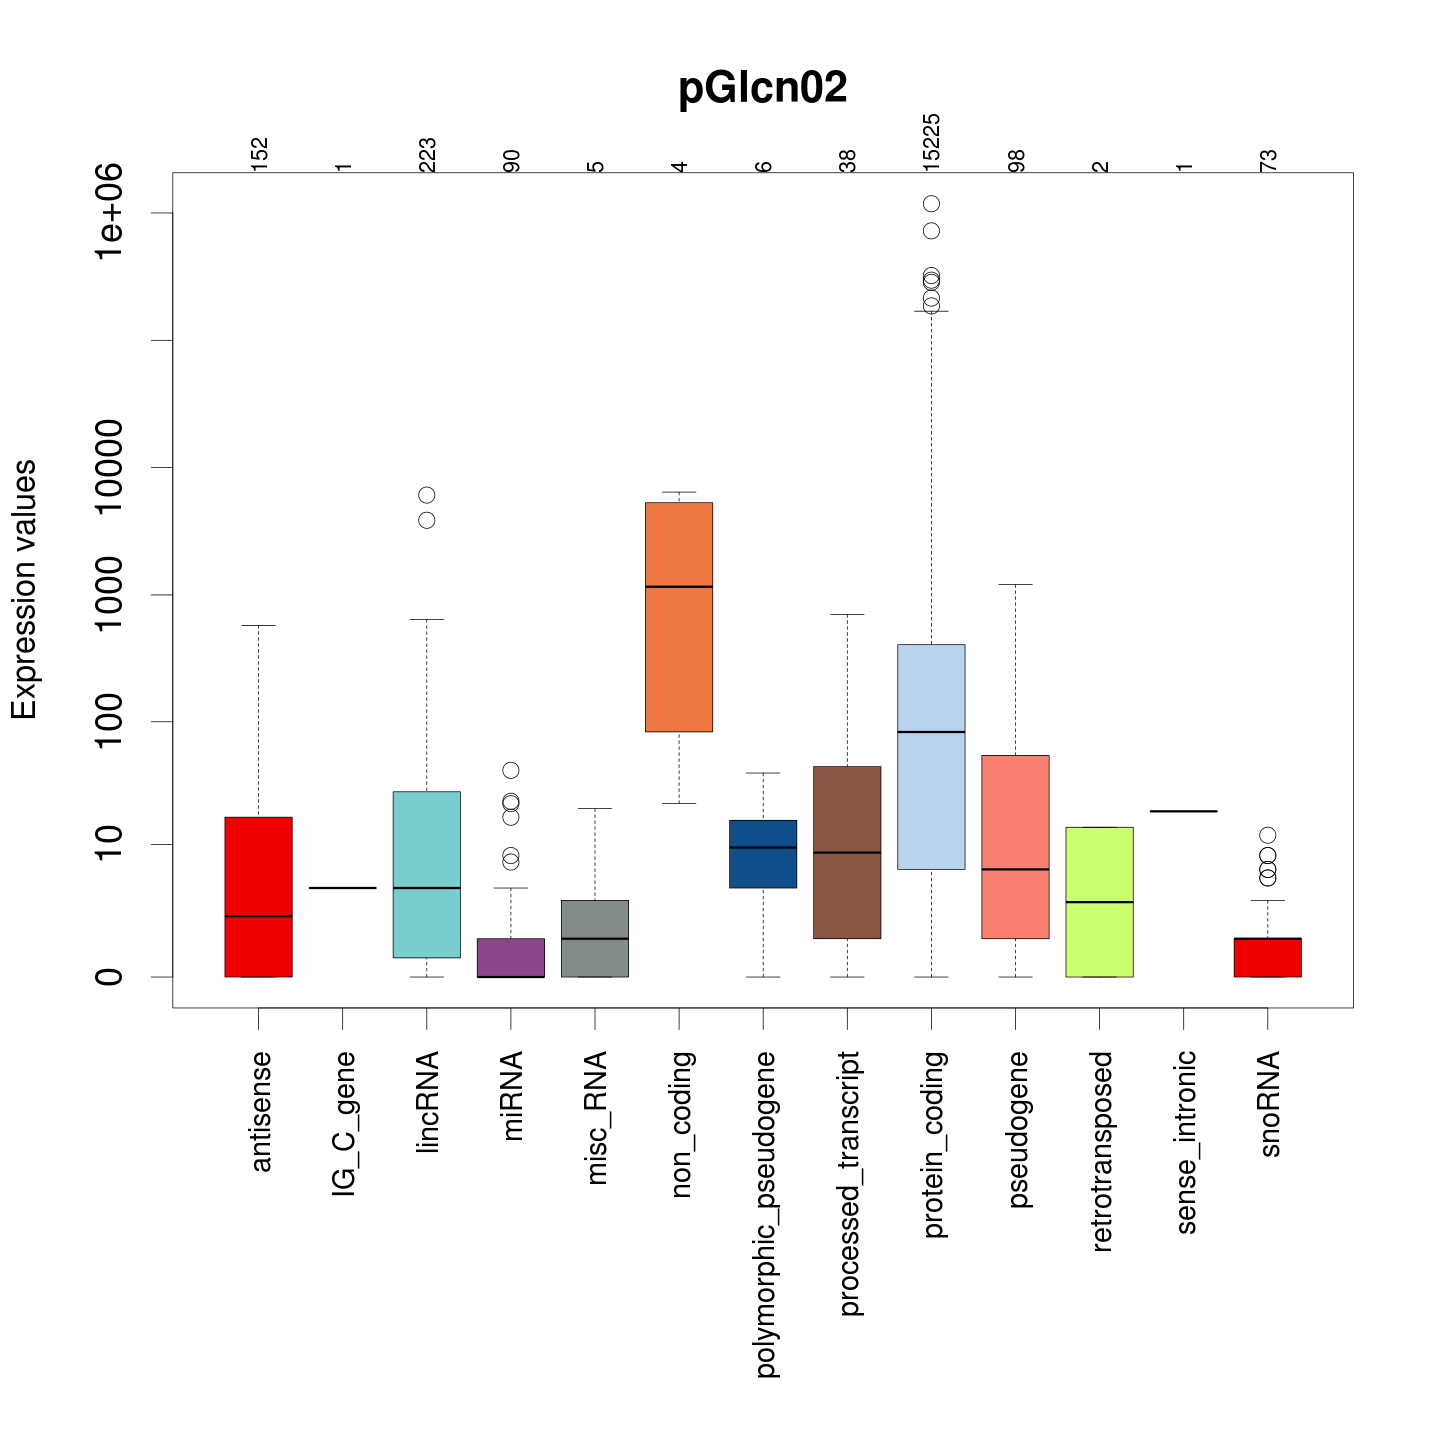 pGlcn02
152
1
223
90
5
4
6
38
15225
98
2
1
73
Expression values
1e+06
10000
1000
100
10
0
antisense
IG_C_gene
lincRNA
miRNA
misc_RNA
non_coding
polymorphic_pseudogene
processed_transcript
protein_coding
pseudogene
retrotransposed
sense_intronic
snoRNA